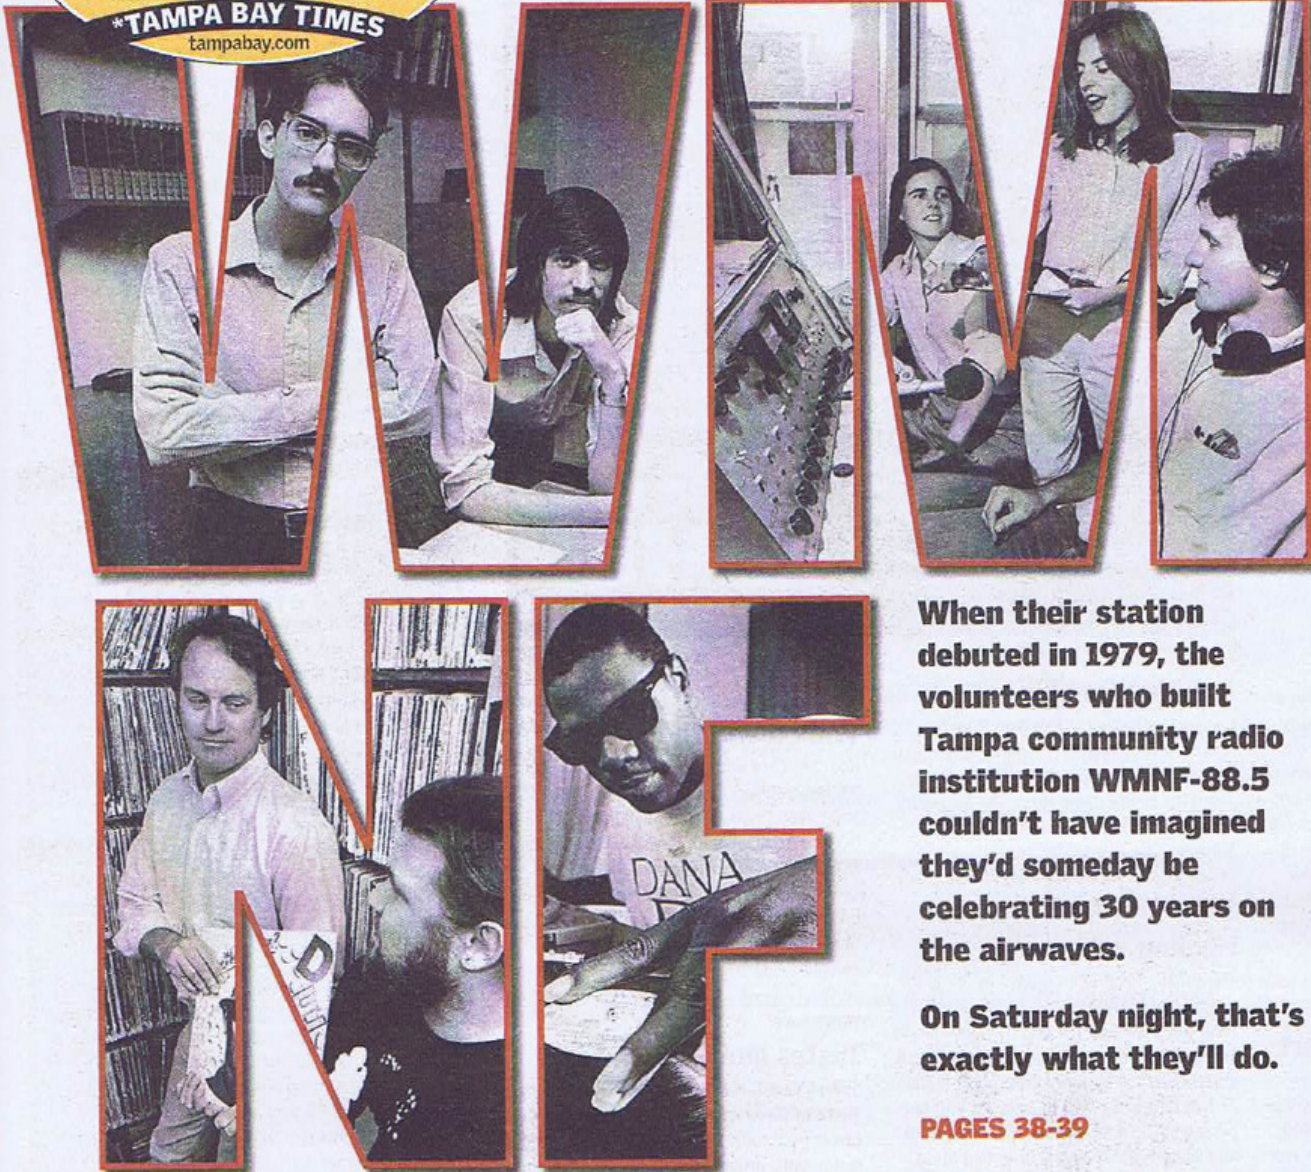 *TAMPA BAY TIMES
tampabay.com
WM
NF
When their station
debuted in 1979, the
volunteers who built
Tampa community radio
institution WMNF-88.5
couldn't have imagined
they'd someday be
celebrating 30 years on
the airwaves.
On Saturday night, that's
exactly what they'll do.
PAGES 38-39
DANA